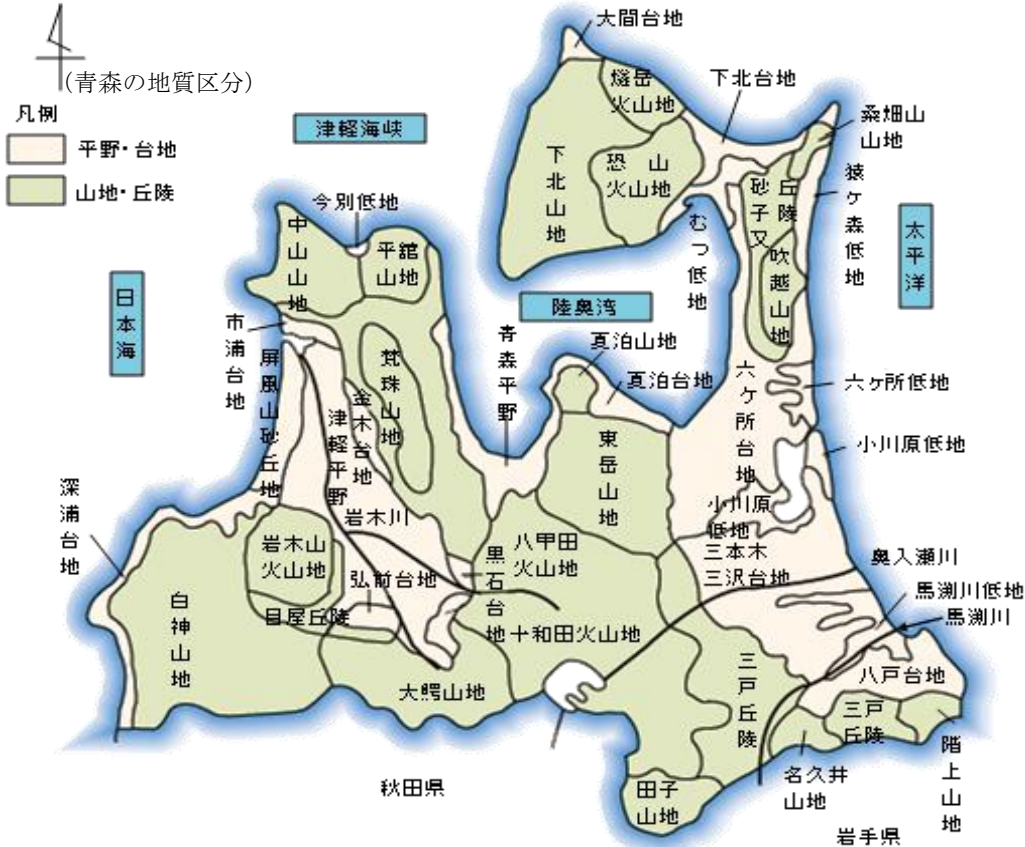 大間台地
(青森の地質区分)
燧岳
火山地
下北台地
凡例
津軽海峡
桑畑山
山地
平野・台地
下北山地
恐山
火山地
砂子又
丘陵
猿ヶ森低地
山地・丘陵
今別低地
中山山地
平舘
山地
むつ低地
太平洋
吹越山地
日本海
陸奥湾
市浦台地
青森平野
夏泊山地
夏泊台地
屏風山砂丘地
梵珠山地
金木台地
津軽平野
六ヶ所台地
六ヶ所低地
東岳山地
小川原低地
深浦台地
小川原
低地
岩木川
岩木山
火山地
黒石台地
八甲田
火山地
三本木
三沢台地
奥入瀬川
弘前台地
馬淵川低地
白神山地
目屋丘陵
馬淵川
十和田火山地
三戸丘陵
八戸台地
大鰐山地
三戸
丘陵
階上山地
秋田県
田子
山地
名久井
山地
岩手県